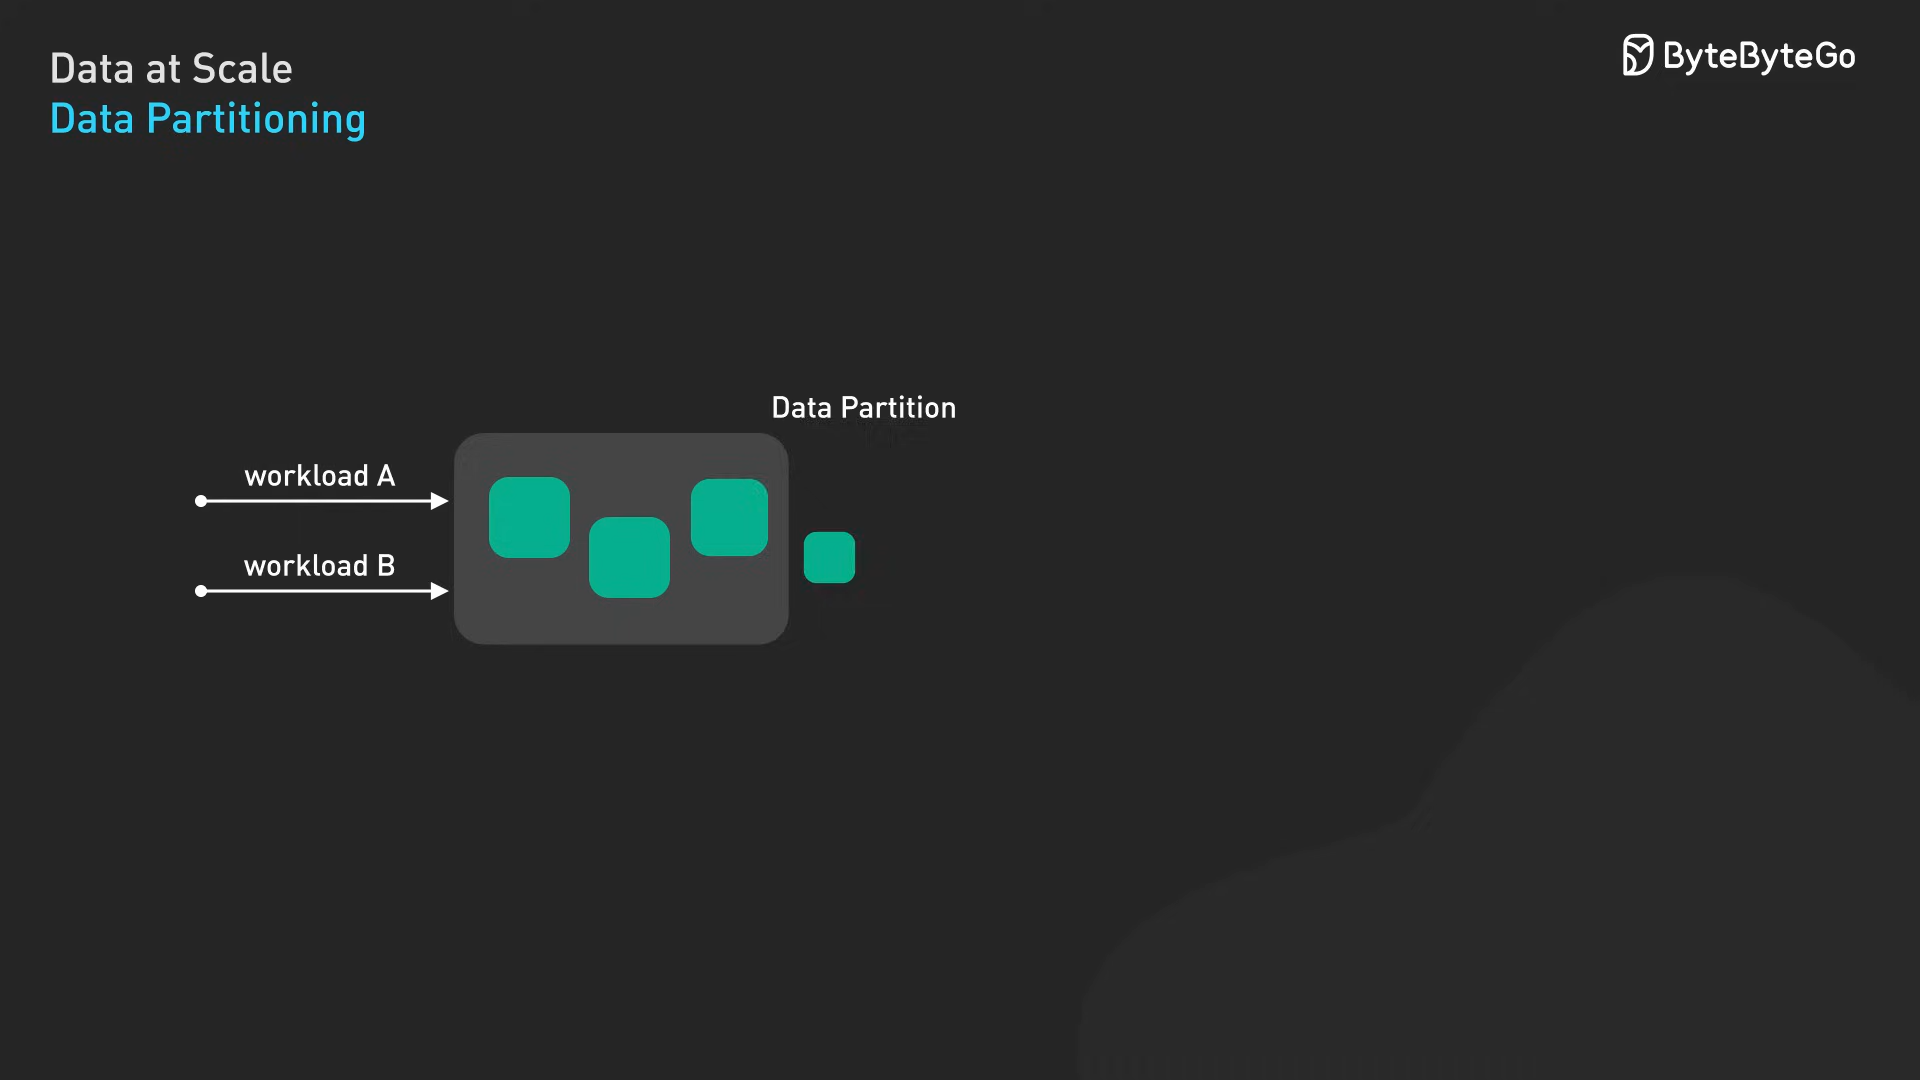 Data at Scale
Data Partitioning
ByteByteGo
Data Partition
workload A
workload B